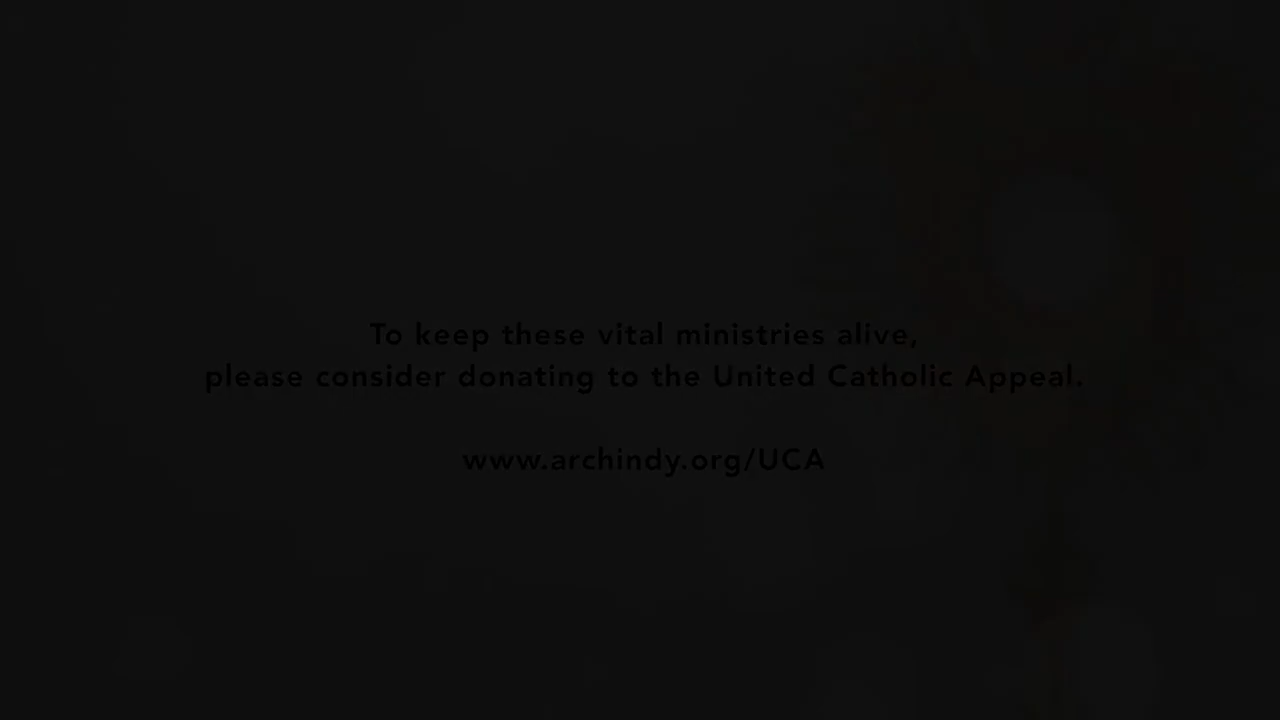 To keep these vital ministries alive,
please consider donating to the United Catholic Appeal.
www.archindy.org/UCA